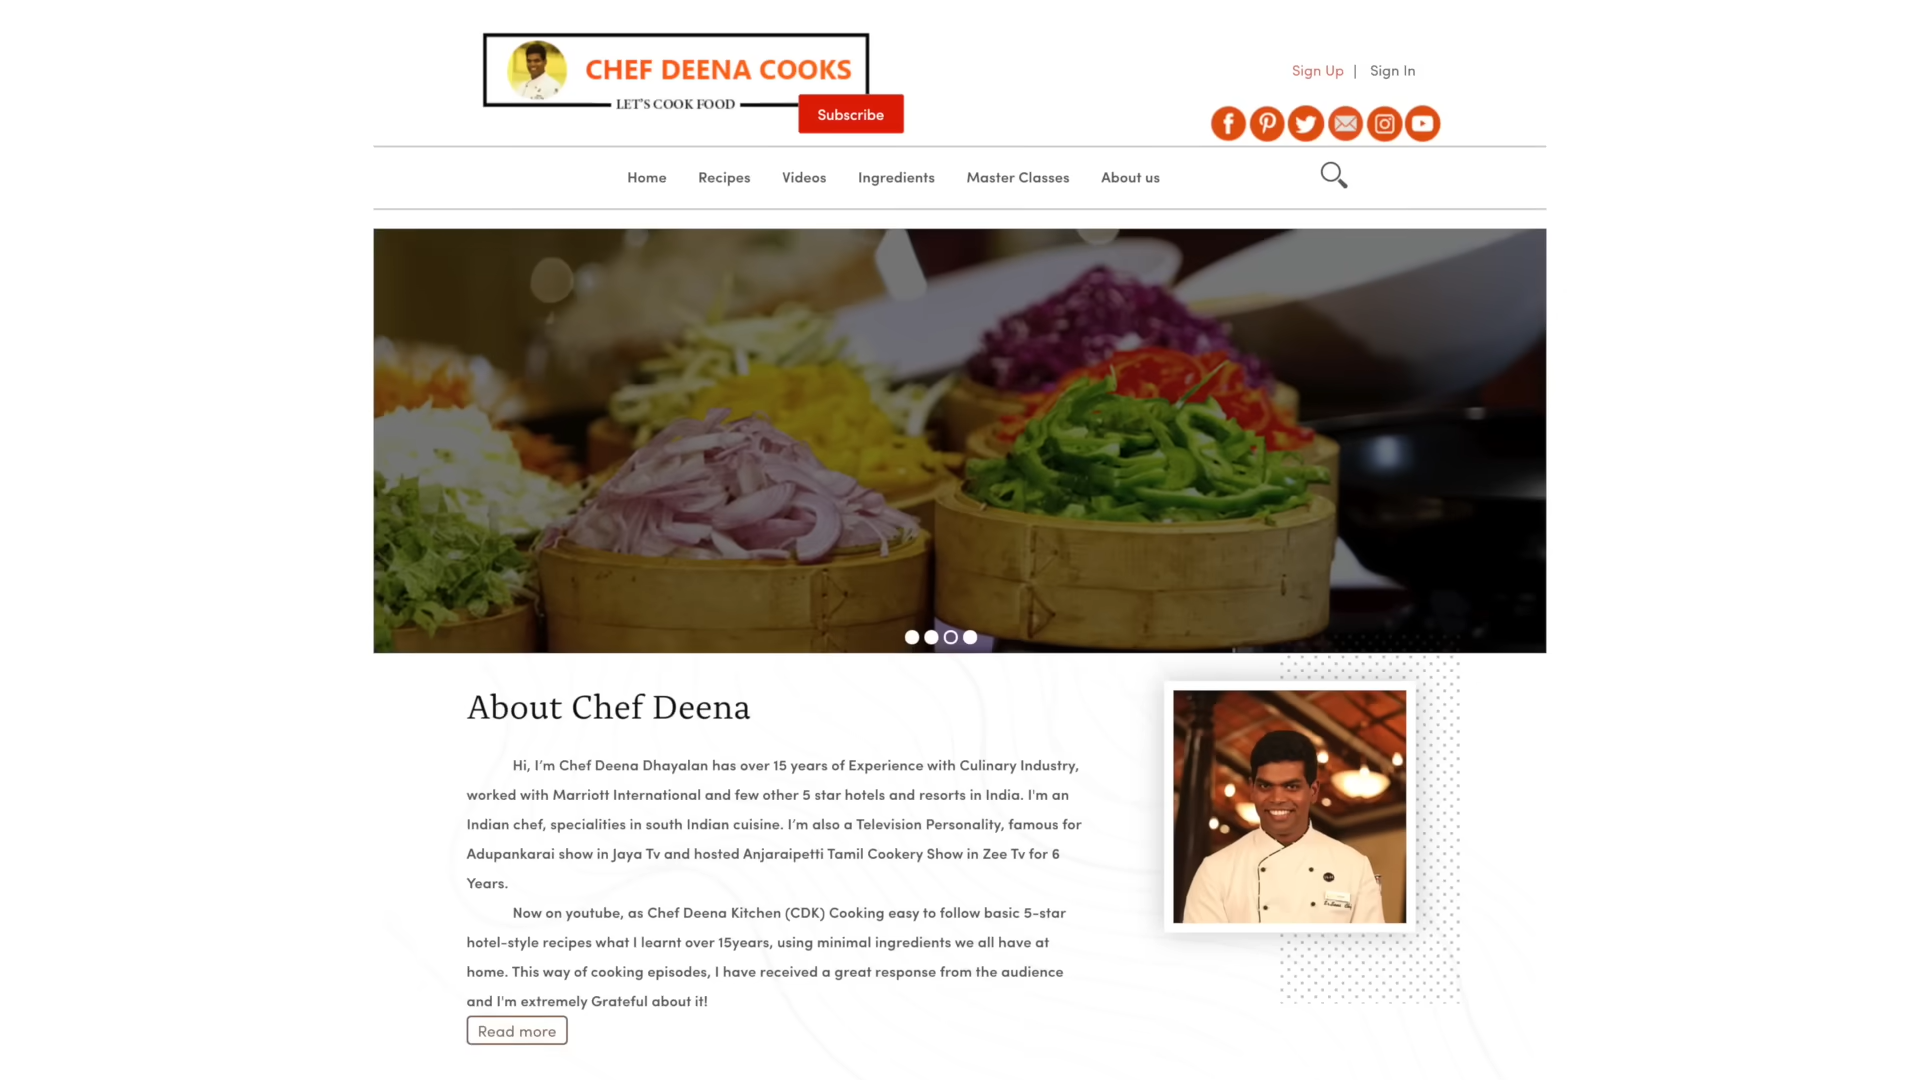 CHEF DEENA COOKS
LET'S COOK FOOD
Subscribe
Sign Up | Sign In
Home Recipes Videos Ingredients Master Classes About us
About Chef Deena
Hi, I'm Chef Deena Dhayalan has over 15 years of Experience with Culinary Industry,
worked with Marriott International and few other 5 star hotels and resorts in India. I'm an
Indian chef, specialities in south Indian cuisine. I'm also a Television Personality, famous for
Adupankarai show in Jaya Tv and hosted Anjaraipetti Tamil Cookery Show in Zee Tv for 6
Years.
Now on youtube, as Chef Deena Kitchen (CDK) Cooking easy to follow basic 5-star
hotel-style recipes what I learnt over 15years, using minimal ingredients we all have at
home. This way of cooking episodes, I have received a great response from the audience
and I'm extremely Grateful about it!
Read more